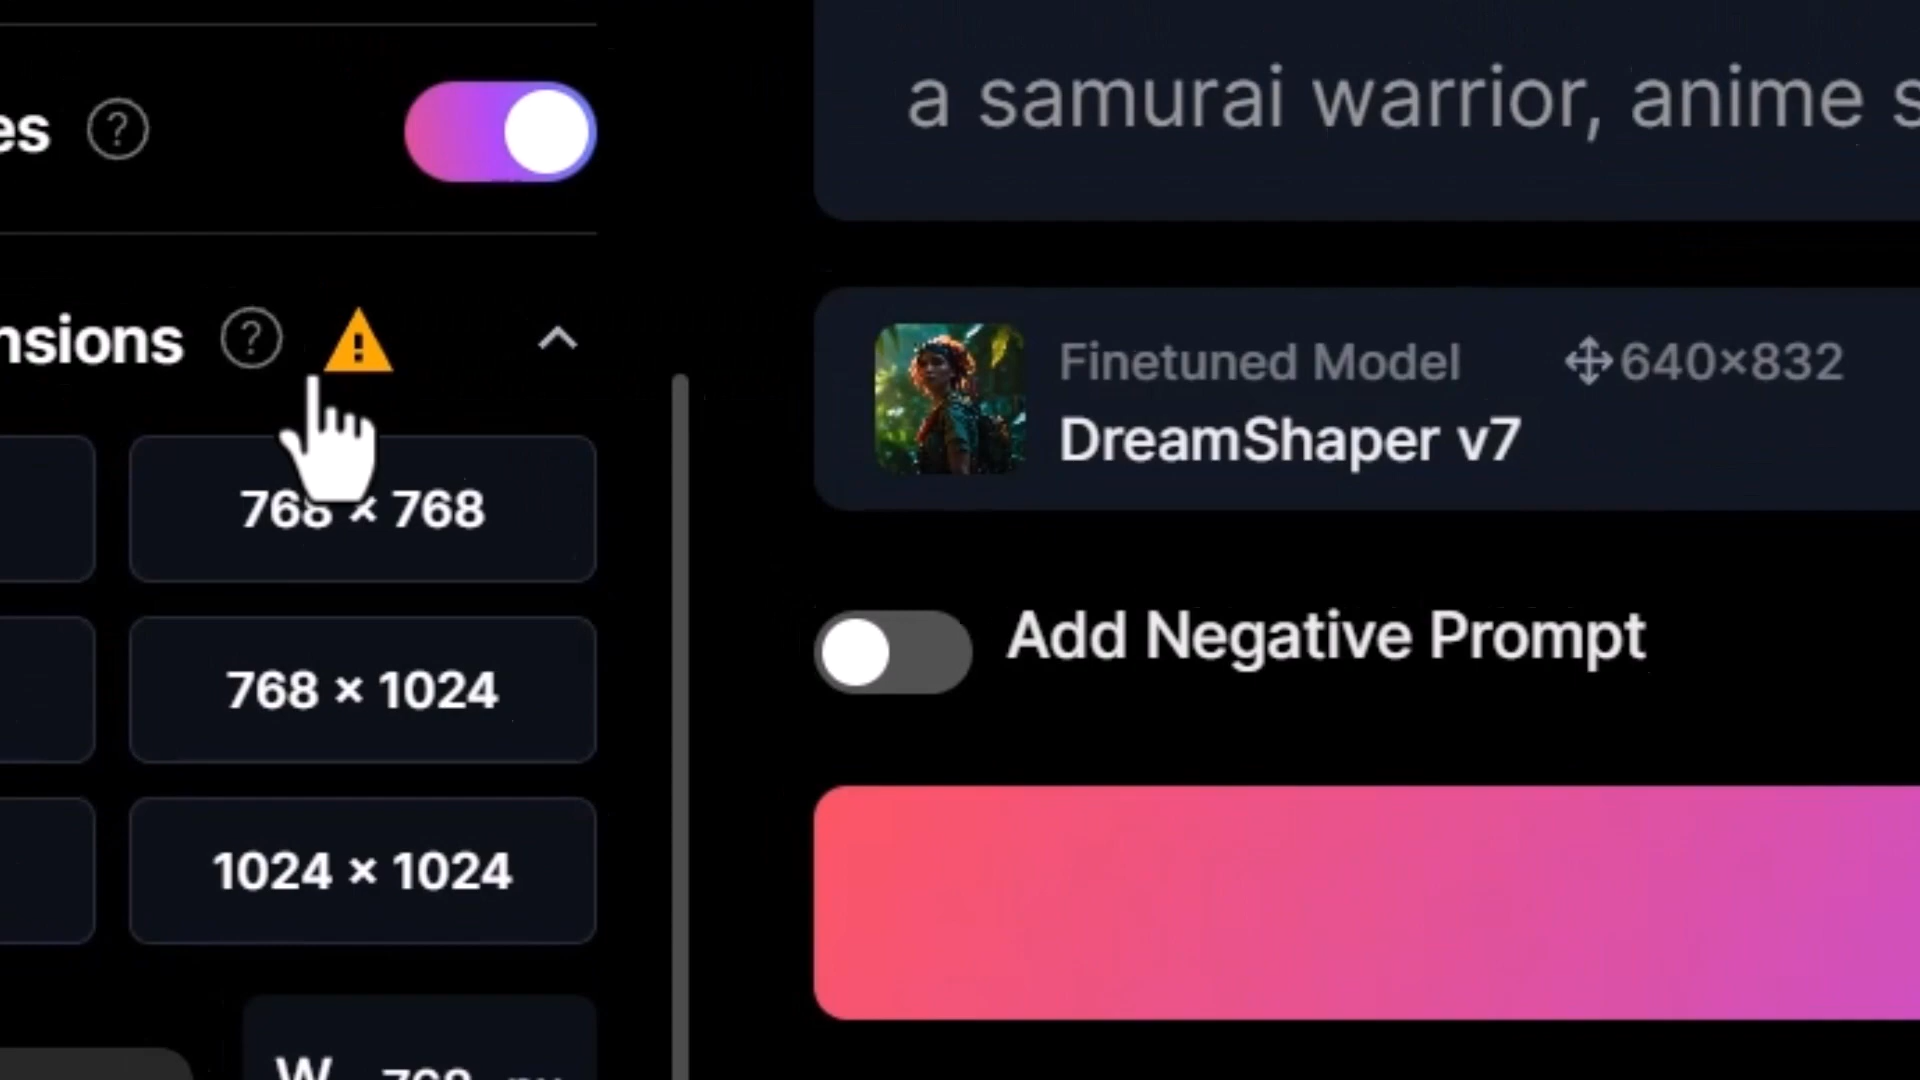 es ?
nsions ?
768 × 768
768 × 1024
1024 × 1024
W 768
a samurai warrior, anime s
Finetuned Model 640×832
DreamShaper v7
Add Negative Prompt